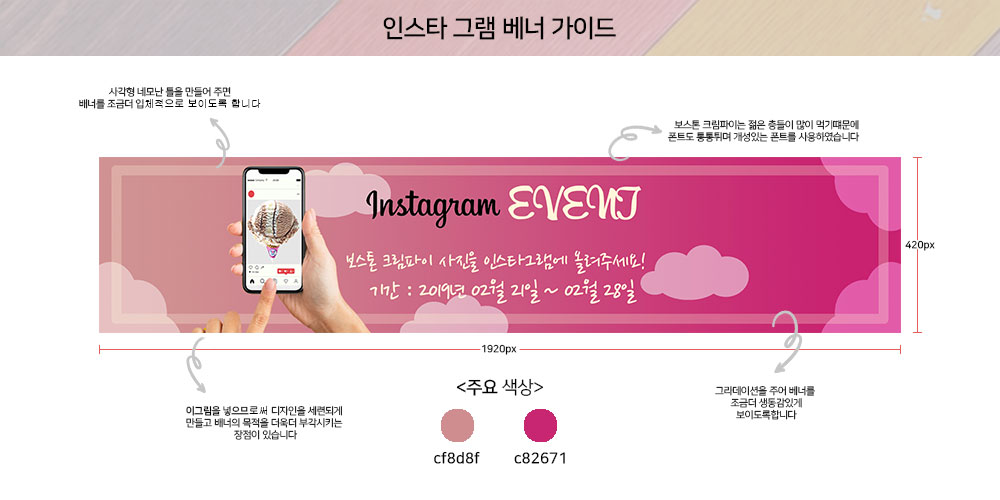 인스타 그램 베너 가이드
사각형 네모난 틀을 만들어 주면
베너를 조금더 입체적으로 보이도록 합니다
보스톤 크림파이는 젊은 층들이 많이 먹기때문에
폰트도 통통튀며 개성있는 폰트를 사용하였습니다
Instagram EVENT
보스톤 크림파이 사진을 인스타그램에 올려주세요!
기간 : 2019년 02월 21일 ~ 02월 28일
420px
1920px
이그림을 넣으므로써 디자인을 세련되게
만들고 배너의 목적을 더욱더 부각시키는
장점이 있습니다
<주요 색상>
cf8d8f
c82671
그라데이션을 주어 베너를
조금더 생동감있게
보이도록합니다